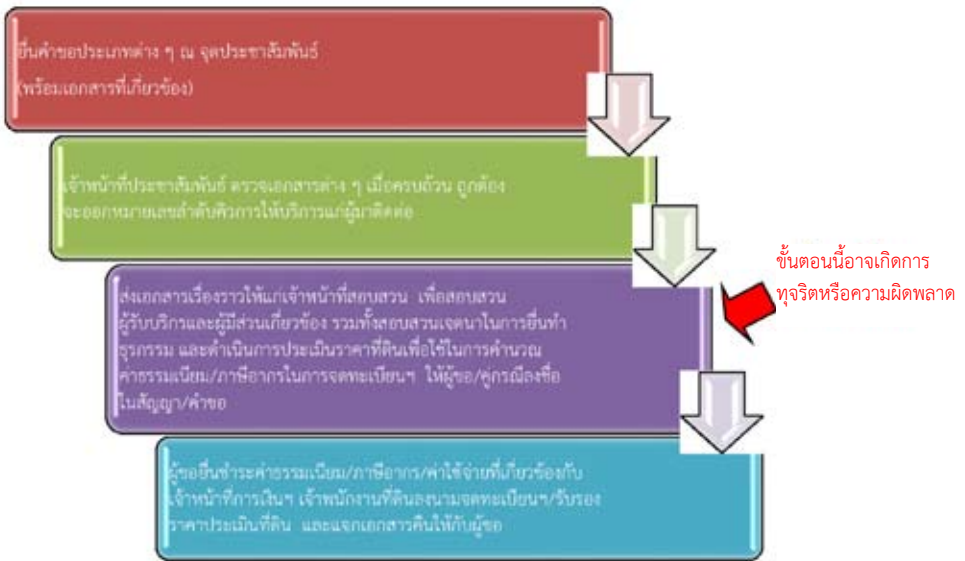 ยื่นคำขอประเภทต่าง ๆ ณ จุดประชาสัมพันธ์
(พร้อมเอกสารที่เกี่ยวข้อง)
เจ้าหน้าที่ประชาสัมพันธ์ ตรวจเอกสารต่าง ๆ เมื่อครบถ้วน ถูกต้อง
จะออกหมายเลขลำดับคิวการให้บริการแก่ผู้มาติดต่อ
ส่งเอกสารเรื่องราวให้แก่เจ้าหน้าที่สอบสวน เพื่อสอบสวน
ผู้รับบริการและผู้มีส่วนเกี่ยวข้อง รวมทั้งสอบสวนเจตนาในการยื่นทำ
ธุรกรรม และดำเนินการประเมินราคาที่ดินเพื่อใช้ในการคำนวณ
ค่าธรรมเนียม/ภาษีอากรในการจดทะเบียนฯ ให้ผู้ขอ/คู่กรณีลงชื่อ
ในสัญญา/คำขอ
ขั้นตอนนี้อาจเกิดการ
ทุจริตหรือความผิดพลาด
ผู้ขอยื่นชำระค่าธรรมเนียม/ภาษีอากร/ค่าใช้จ่ายที่เกี่ยวข้องกับ
เจ้าหน้าที่การเงินฯ เจ้าพนักงานที่ดินลงนามจดทะเบียนฯ/รับรอง
ราคาประเมินที่ดิน และแจกเอกสารคืนให้กับผู้ขอ